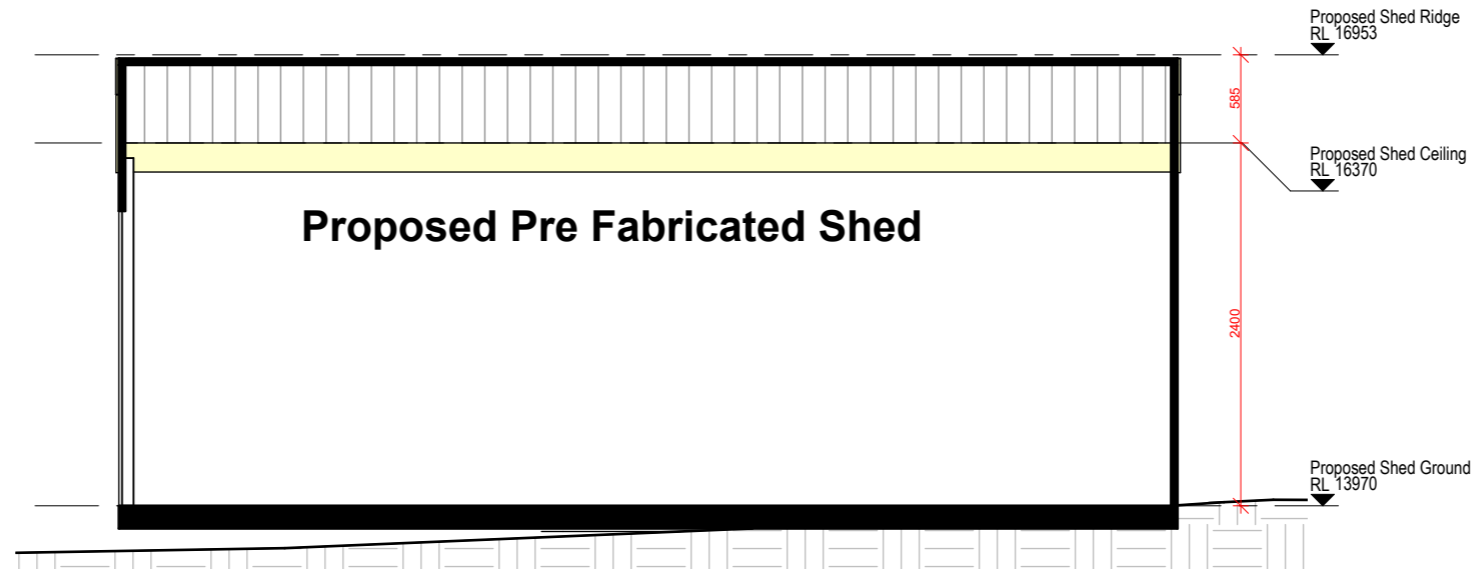 Proposed Shed Ridge
RL 16953
585
Proposed Shed Ceiling
RL 16370
Proposed Pre Fabricated Shed
2400
Proposed Shed Ground
RL 13970